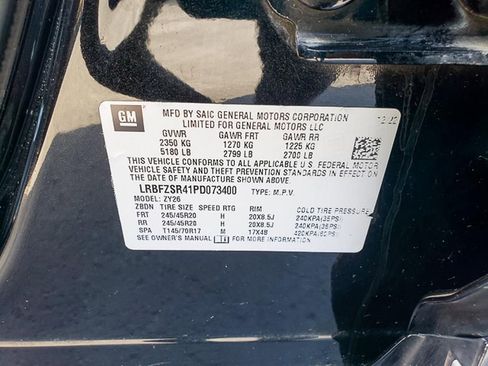 GM
MFD BY SAIC GENERAL MOTORS CORPORATION
LIMITED FOR GENERAL MOTORS LLC
GVWR GAWR FRT GAWR RR
2350 KG 1270 KG 1225 KG
5180 LB 2799 LB 2700 LB
THIS VEHICLE CONFORMS TO ALL APPLICABLE U.S. FEDERAL MOTOR
VEHICLE SAFETY AND THEFT PREVENTION STANDARDS IN EFFECT
ON THE DATE OF MANUFACTURE SHOWN ABOVE.
LRBFZSR41PD073400 TYPE: M.P.V.
MODEL: ZY26
ZBDN TIRE SIZE SPEED RTG RIM COLD TIRE PRESSURE
FRT 245/45R20 H 20X8.5J 240KPA(35PSI)
RR 245/45R20 H 20X8.5J 240KPA(35PSI)
SPA T145/70R17 M 17X4B 420KPA(60PSI)
SEE OWNER'S MANUAL